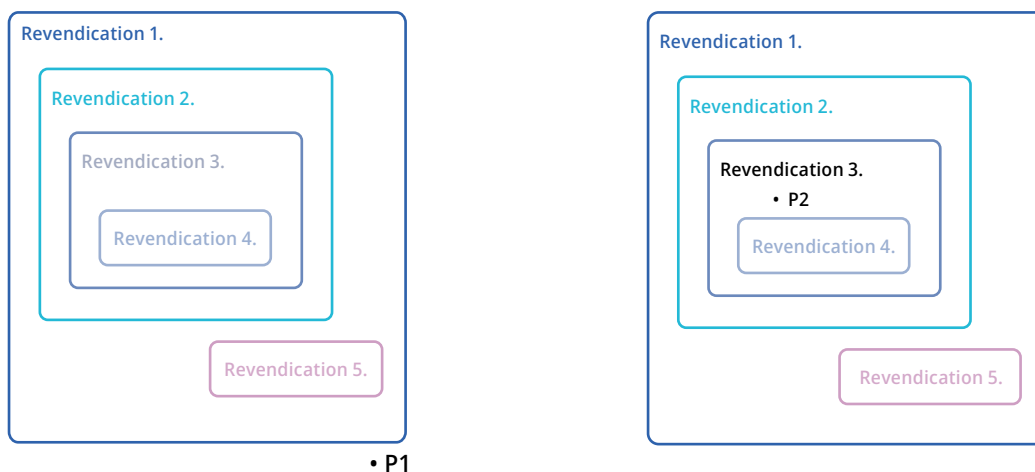 Revendication 1.
Revendication 2.
Revendication 3.
Revendication 4.
Revendication 5.
• P1
Revendication 1.
Revendication 2.
Revendication 3.
• P2
Revendication 4.
Revendication 5.